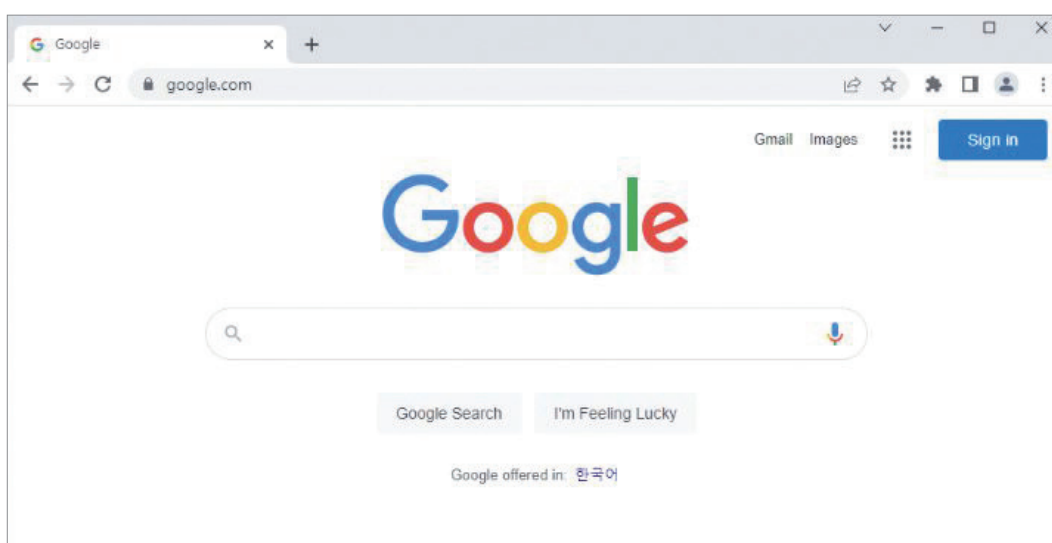 Google
google.com
Gmail Images
Sign in
Google
Google Search
I'm Feeling Lucky
Google offered in: 한국어